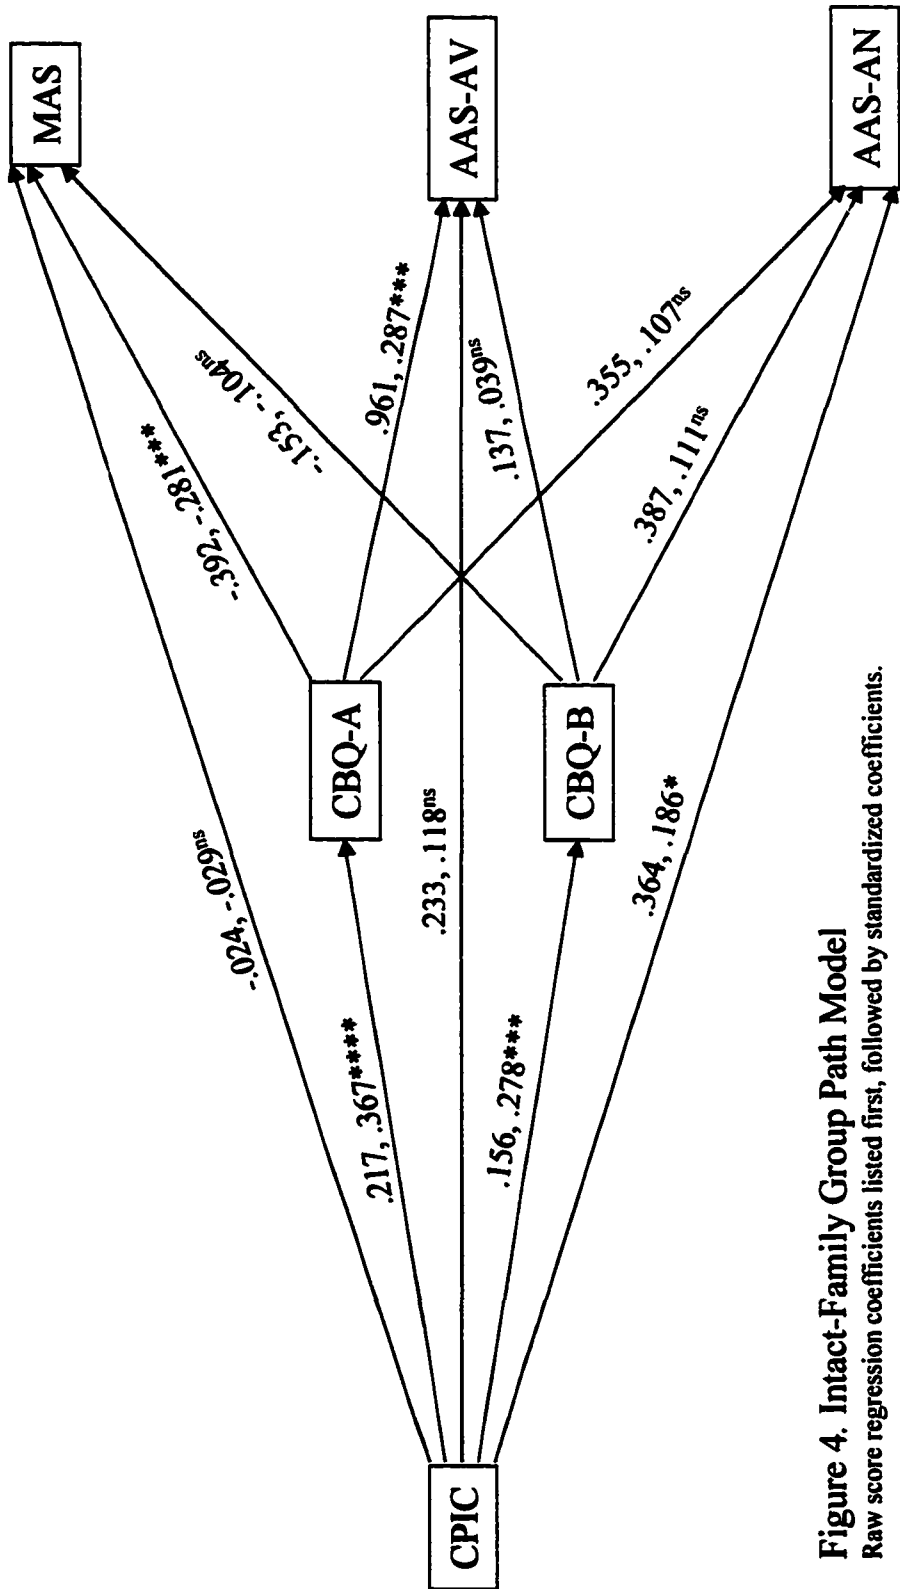 MAS
-.024, -.029ns
-.392, -.281***
-.153, -.104ns
CBQ-A
.217, .367****
.961, .287***
CPIC
.233, .118ns
AAS-AV
.137, .039ns
.156, .278***
CBQ-B
.355, .107ns
.387, .111ns
.364, .186*
AAS-AN
Figure 4. Intact-Family Group Path Model
Raw score regression coefficients listed first, followed by standardized coefficients.